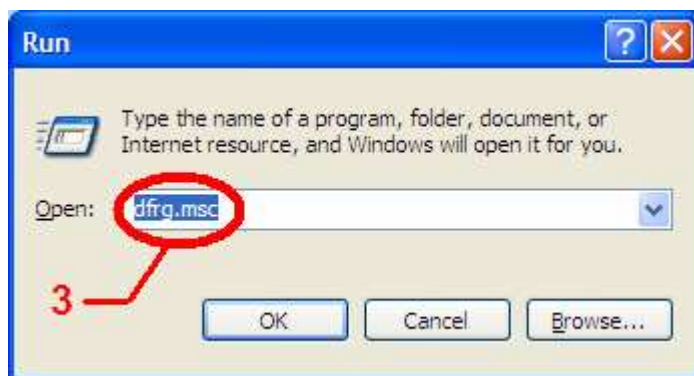 Run
Type the name of a program, folder, document, or
Internet resource, and Windows will open it for you.
Open: dfrg.msc
3
OK Cancel Browse...